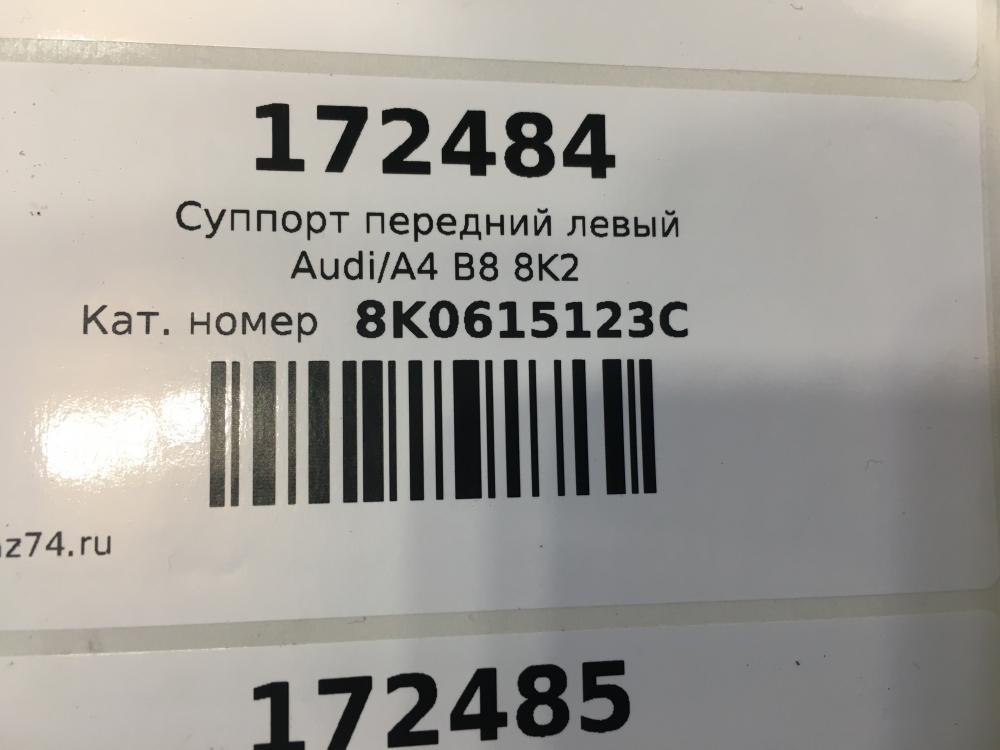 172484
Суппорт передний левый
Audi/A4 B8 8K2
Кат. номер 8K0615123C
z74.ru
172485